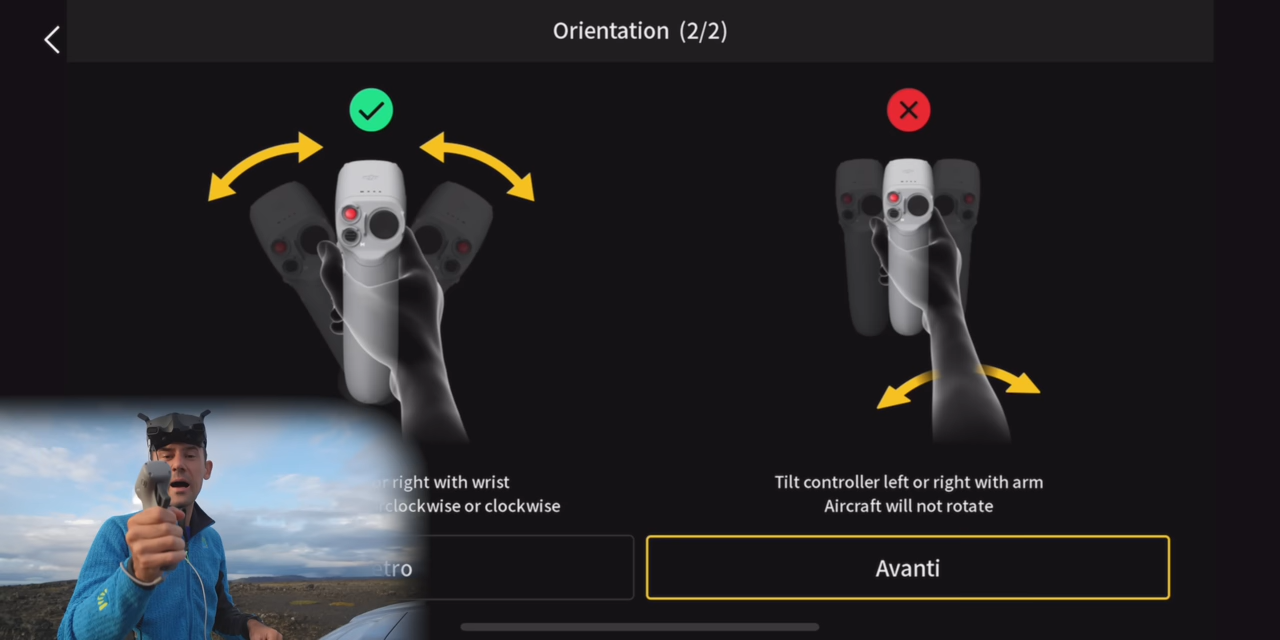 Orientation (2/2)
right with wrist
clockwise or clockwise
Tilt controller left or right with arm
Aircraft will not rotate
etro
Avanti